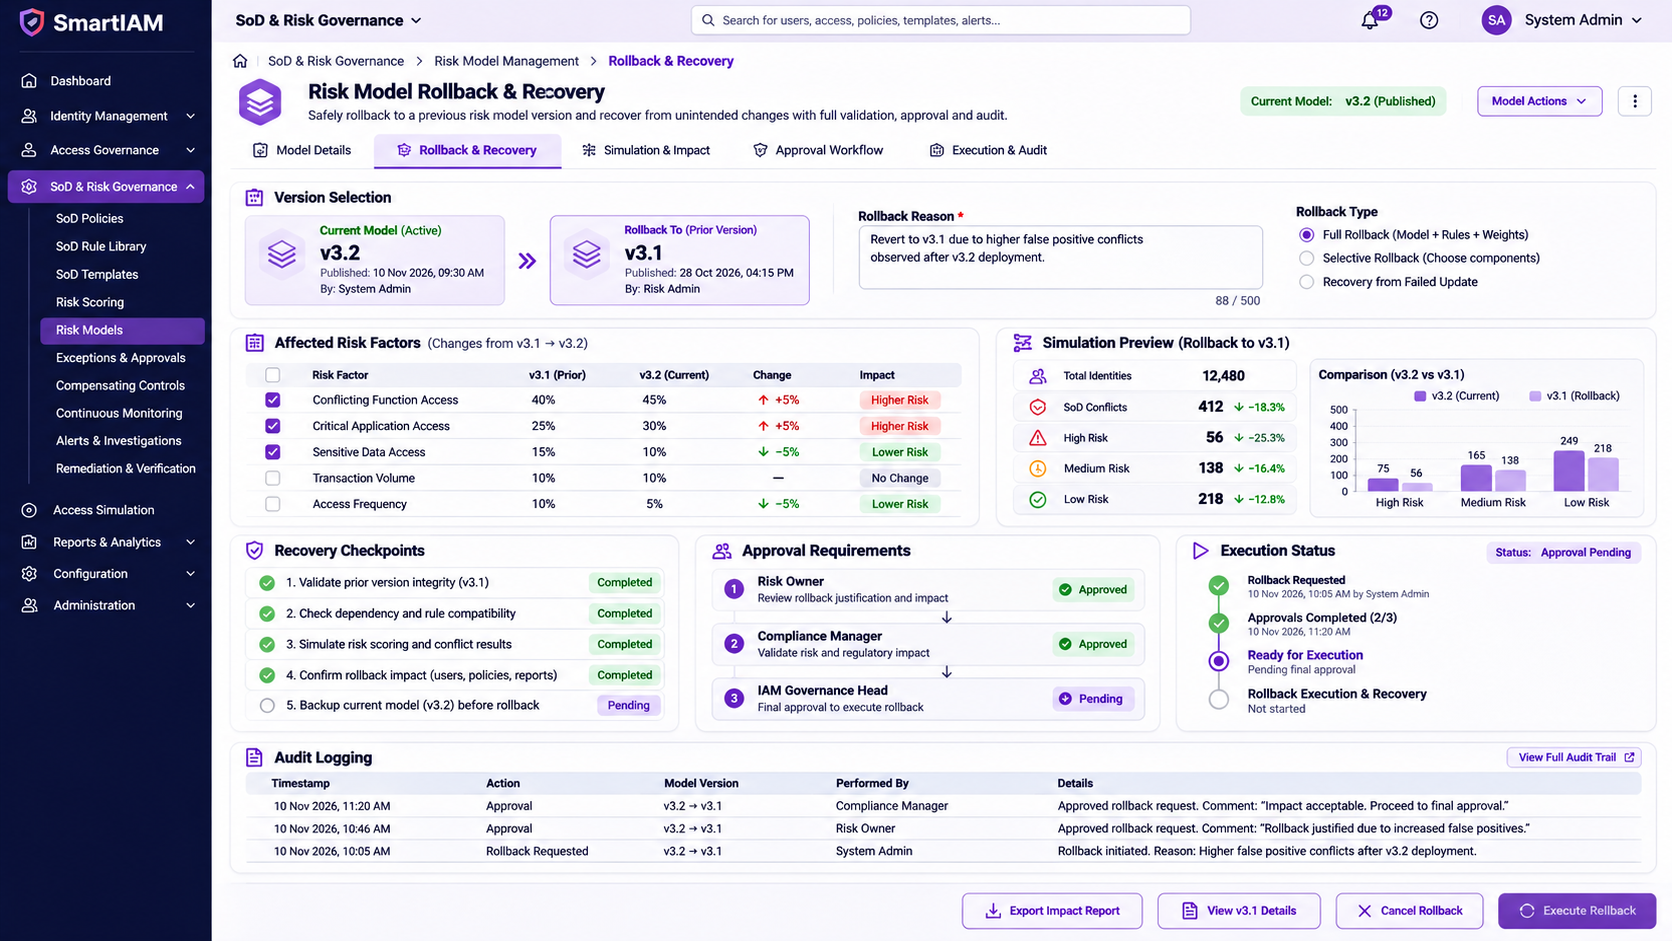 SmartIAM
SoD & Risk Governance
Search for users, access, policies, templates, alerts...
12
SA
System Admin
Dashboard
Identity Management
Access Governance
SoD & Risk Governance
SoD Policies
SoD Rule Library
SoD Templates
Risk Scoring
Risk Models
Exceptions & Approvals
Compensating Controls
Continuous Monitoring
Alerts & Investigations
Remediation & Verification
Access Simulation
Reports & Analytics
Configuration
Administration
SoD & Risk Governance > Risk Model Management > Rollback & Recovery
Risk Model Rollback & Recovery
Safely rollback to a previous risk model version and recover from unintended changes with full validation, approval and audit.
Current Model: v3.2 (Published)
Model Actions
Model Details
Rollback & Recovery
Simulation & Impact
Approval Workflow
Execution & Audit
Version Selection
Current Model (Active)
v3.2
Published: 10 Nov 2026, 09:30 AM
By: System Admin
Rollback To (Prior Version)
v3.1
Published: 28 Oct 2026, 04:15 PM
By: Risk Admin
Rollback Reason *
Revert to v3.1 due to higher false positive conflicts
observed after v3.2 deployment.
88 / 500
Rollback Type
Full Rollback (Model + Rules + Weights)
Selective Rollback (Choose components)
Recovery from Failed Update
Affected Risk Factors (Changes from v3.1 → v3.2)
Risk Factor v3.1 (Prior) v3.2 (Current) Change Impact
Conflicting Function Access 40% 45% ↑ +5% Higher Risk
Critical Application Access 25% 30% ↑ +5% Higher Risk
Sensitive Data Access 15% 10% ↓ −5% Lower Risk
Transaction Volume 10% 10% — No Change
Access Frequency 10% 5% ↓ −5% Lower Risk
Simulation Preview (Rollback to v3.1)
Total Identities 12,480
SoD Conflicts 412 ↓ −18.3%
High Risk 56 ↓ −25.3%
Medium Risk 138 ↓ −16.4%
Low Risk 218 ↓ −12.8%
Comparison (v3.2 vs v3.1)
v3.2 (Current) v3.1 (Rollback)
500
400
300
200
100
0
75 56
165 138
249 218
High Risk Medium Risk Low Risk
Recovery Checkpoints
1. Validate prior version integrity (v3.1) Completed
2. Check dependency and rule compatibility Completed
3. Simulate risk scoring and conflict results Completed
4. Confirm rollback impact (users, policies, reports) Completed
5. Backup current model (v3.2) before rollback Pending
Approval Requirements
1 Risk Owner
Review rollback justification and impact
Approved
2 Compliance Manager
Validate risk and regulatory impact
Approved
3 IAM Governance Head
Final approval to execute rollback
Pending
Execution Status
Status: Approval Pending
Rollback Requested
10 Nov 2026, 10:05 AM by System Admin
Approvals Completed (2/3)
10 Nov 2026, 11:20 AM
Ready for Execution
Pending final approval
Rollback Execution & Recovery
Not started
Audit Logging
View Full Audit Trail
Timestamp Action Model Version Performed By Details
10 Nov 2026, 11:20 AM Approval v3.2 → v3.1 Compliance Manager Approved rollback request. Comment: “Impact acceptable. Proceed to final approval.”
10 Nov 2026, 10:46 AM Approval v3.2 → v3.1 Risk Owner Approved rollback request. Comment: “Rollback justified due to increased false positives.”
10 Nov 2026, 10:05 AM Rollback Requested v3.2 → v3.1 System Admin Rollback initiated. Reason: Higher false positive conflicts after v3.2 deployment.
Export Impact Report
View v3.1 Details
Cancel Rollback
Execute Rellback